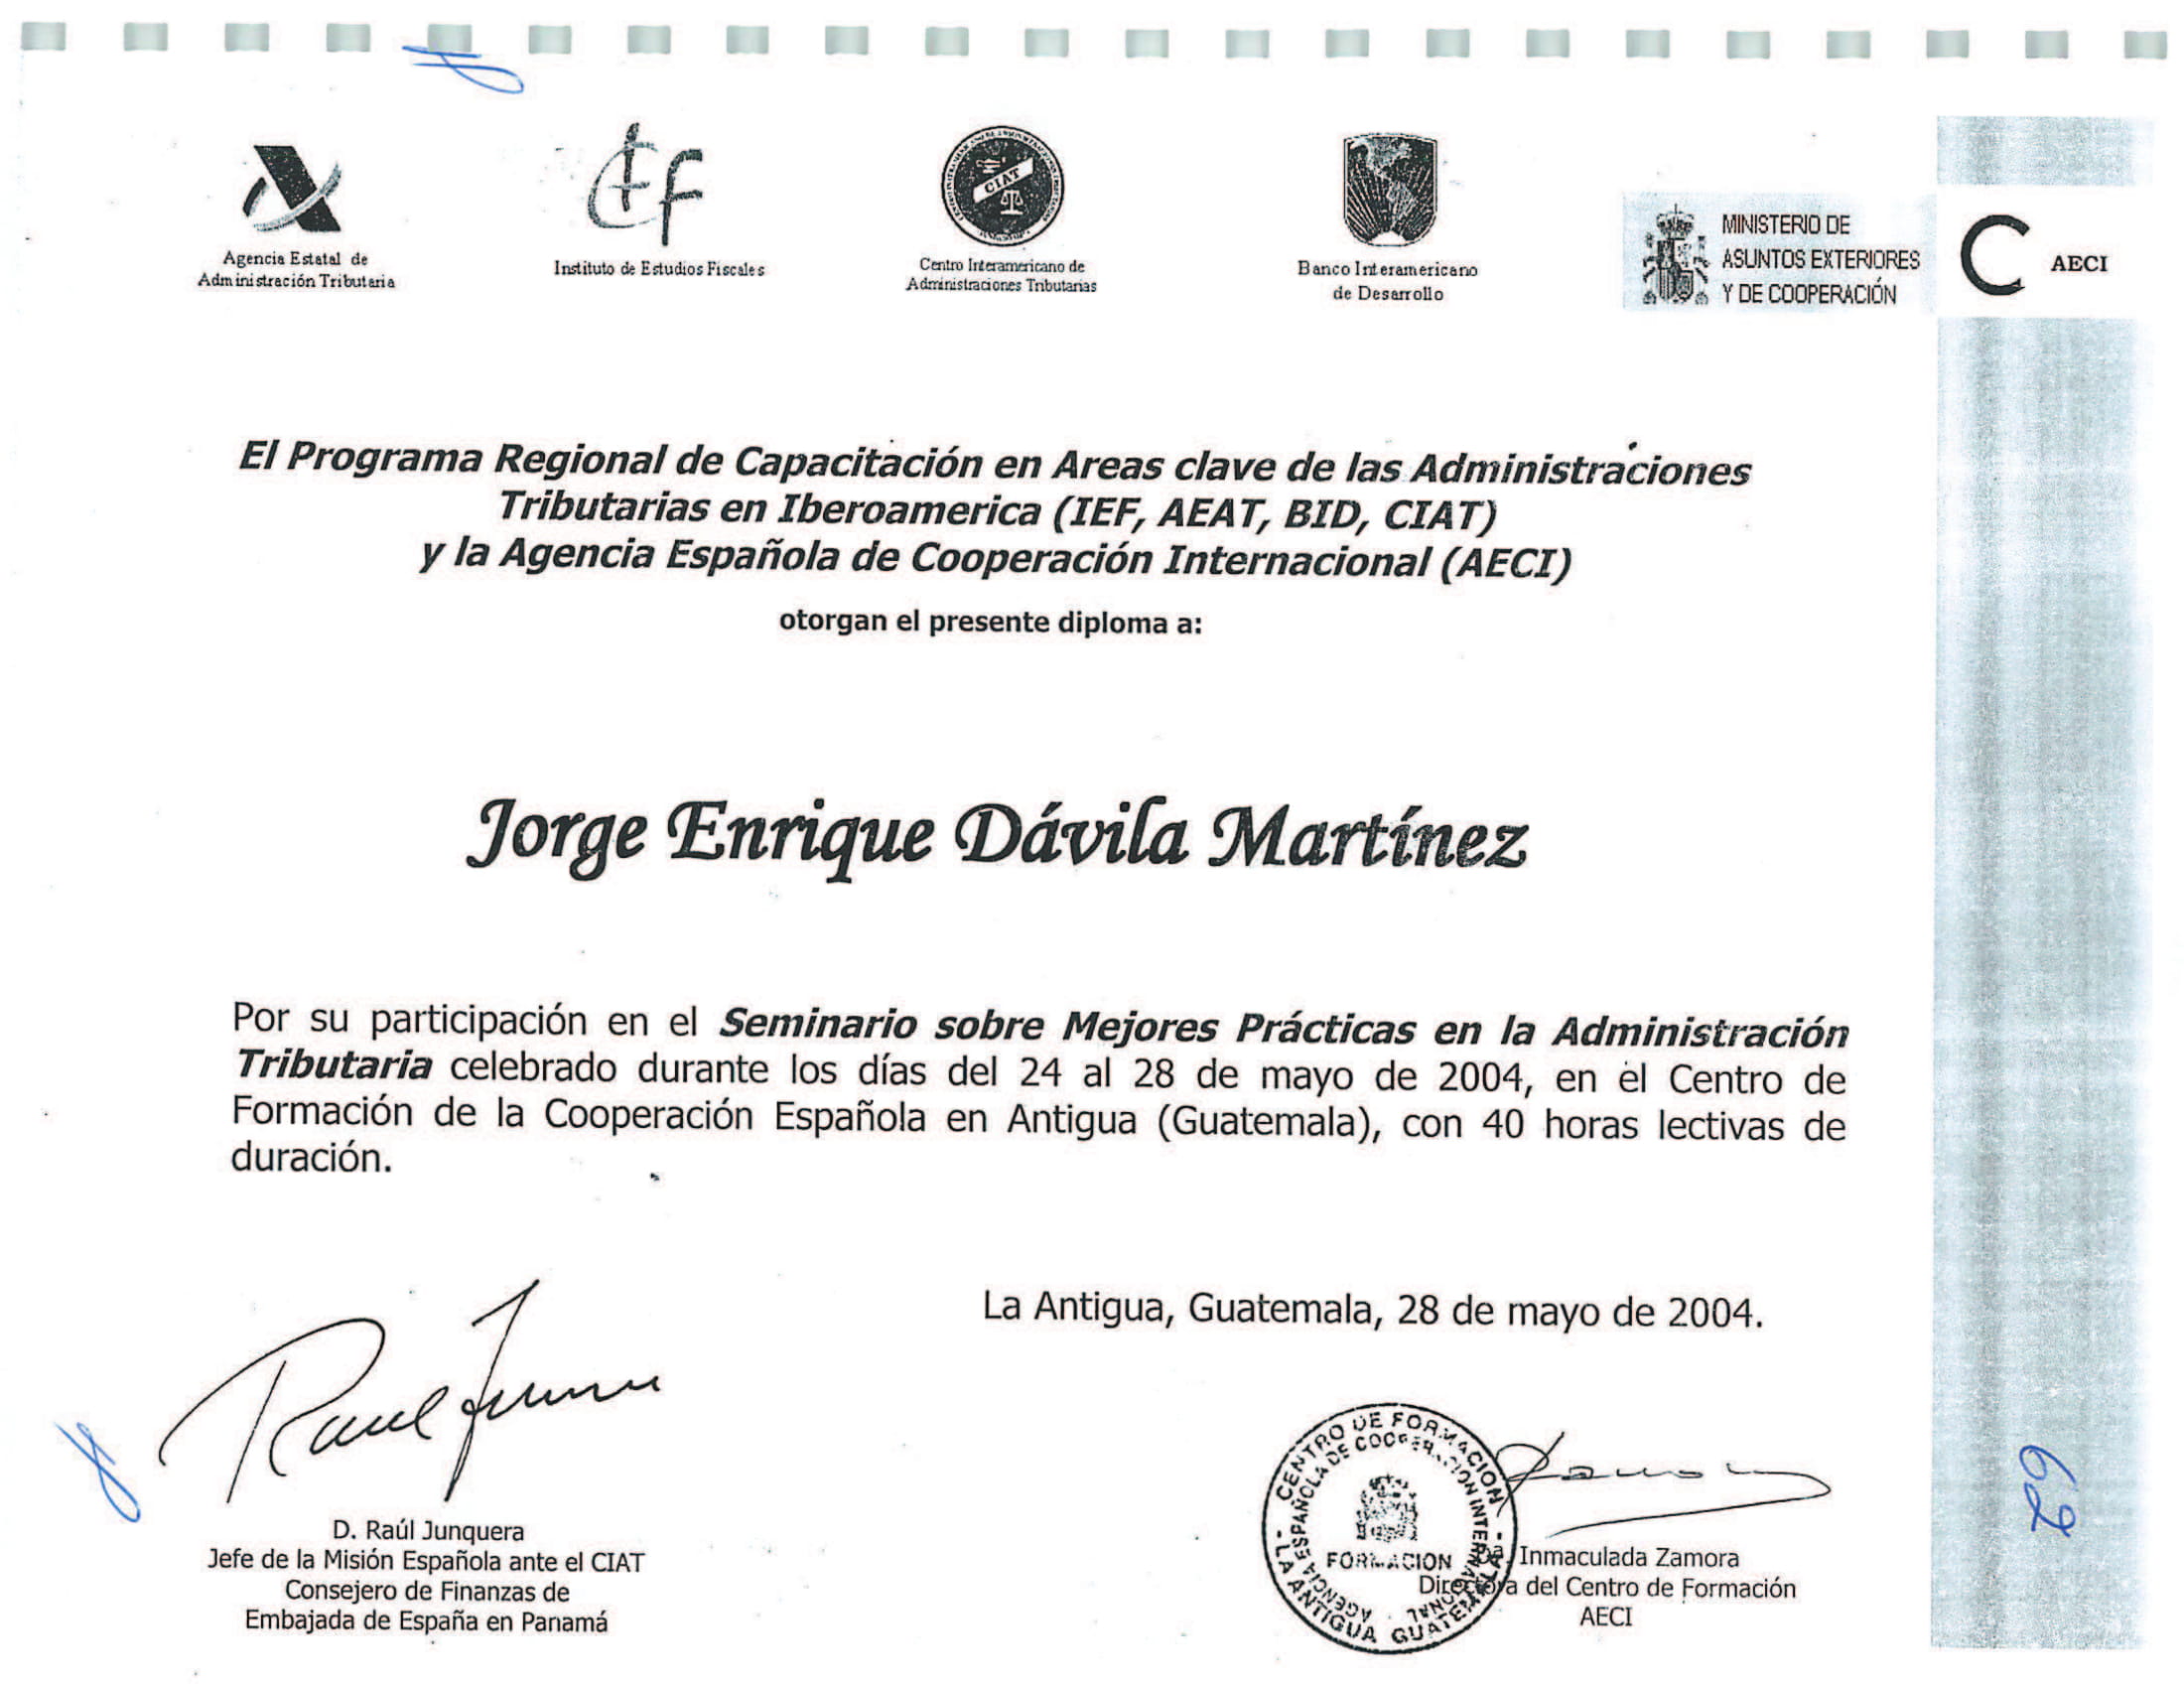 Agencia Estatal de
Administración Tributaria
Instituto de Estudios Fiscales
CIAT
Centro Interamericano de
Administraciones Tributarias
Banco Interamericano
de Desarrollo
MINISTERIO DE
ASUNTOS EXTERIORES
Y DE COOPERACIÓN
AECI
El Programa Regional de Capacitación en Areas clave de las Administraciones
Tributarias en Iberoamerica (IEF, AEAT, BID, CIAT)
y la Agencia Española de Cooperación Internacional (AECI)
otorgan el presente diploma a:
Jorge Enrique Dávila Martínez
Por su participación en el Seminario sobre Mejores Prácticas en la Administración
Tributaria celebrado durante los días del 24 al 28 de mayo de 2004, en el Centro de
Formación de la Cooperación Española en Antigua (Guatemala), con 40 horas lectivas de
duración.
La Antigua, Guatemala, 28 de mayo de 2004.
D. Raúl Junquera
Jefe de la Misión Española ante el CIAT
Consejero de Finanzas de
Embajada de España en Panamá
- CENTRO DE FORMACION -
LA ANTIGUA GUATEMALA
AGENCIA ESPAÑOLA DE COOPERACION INTERNACIONAL
FORMACION
Dª. Inmaculada Zamora
Directora del Centro de Formación
AECI
62